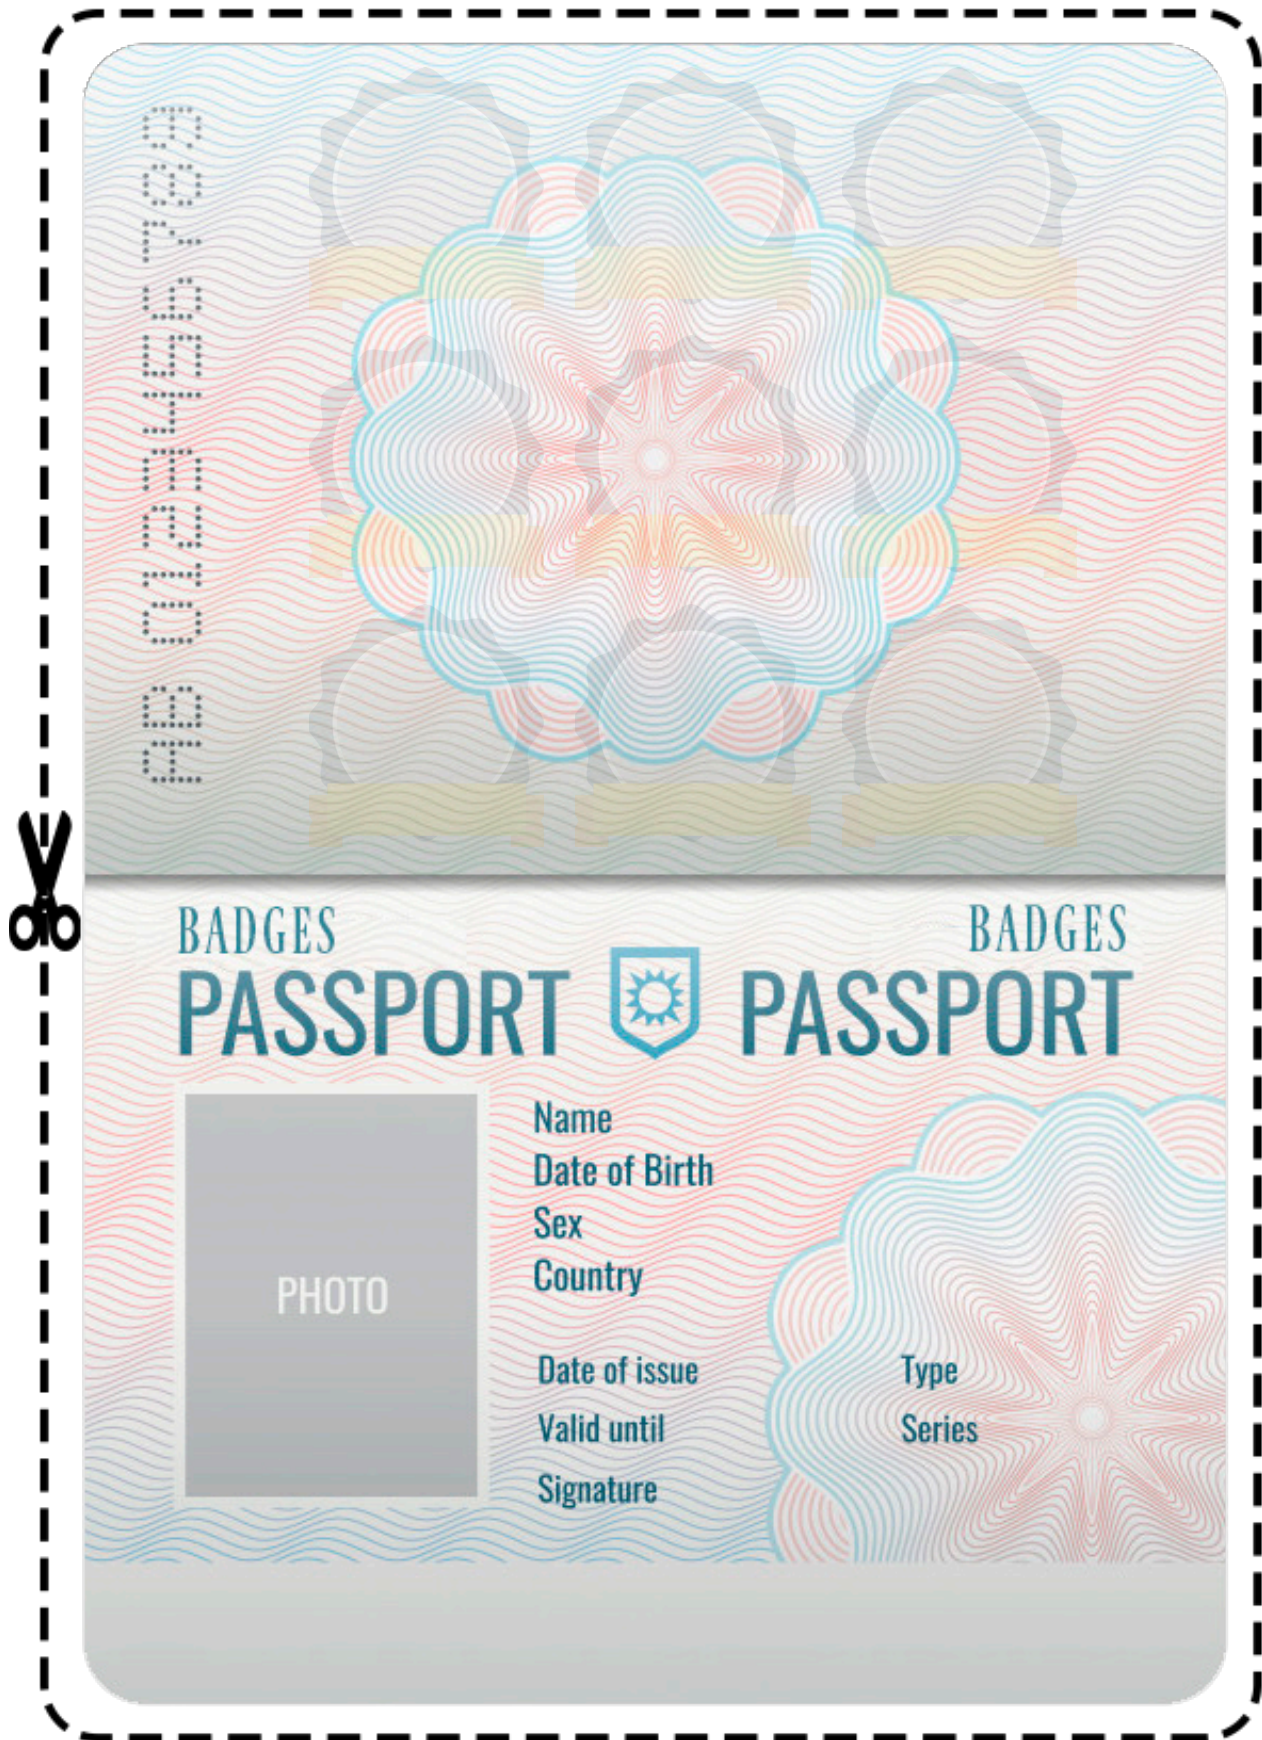 AB 0123456789
BADGES BADGES
PASSPORT PASSPORT
PHOTO
Name
Date of Birth
Sex
Country
Date of issue Type
Valid until Series
Signature